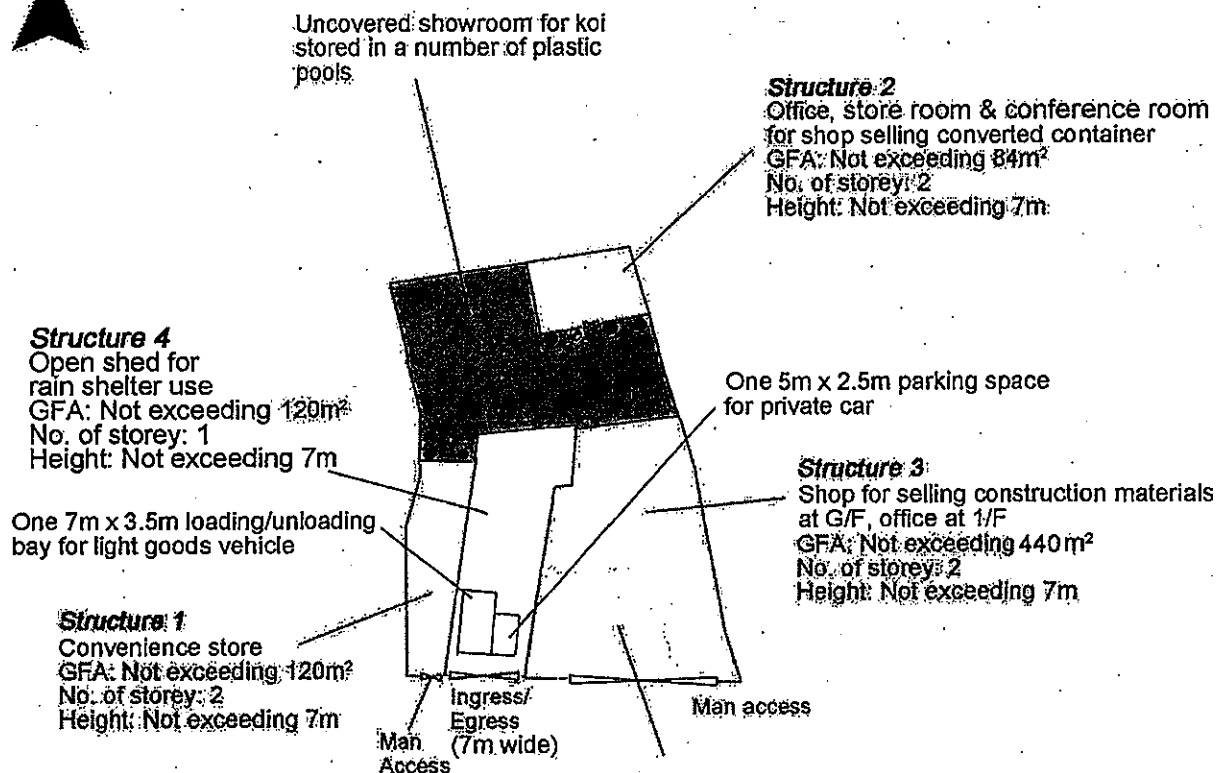 Uncovered showroom for koi
stored in a number of plastic
pools
Structure 2
Office, store room & conference room
for shop selling converted container
GFA: Not exceeding 84m²
No. of storey: 2
Height: Not exceeding 7m
Structure 4
Open shed for
rain shelter use
GFA: Not exceeding 120m²
No. of storey: 1
Height: Not exceeding 7m
One 5m x 2.5m parking space
for private car
Structure 3
Shop for selling construction materials
at G/F, office at 1/F
GFA: Not exceeding 440m²
No. of storey: 2
Height: Not exceeding 7m
One 7m x 3.5m loading/unloading
bay for light goods vehicle
Structure 1
Convenience store
GFA: Not exceeding 120m²
No. of storey: 2
Height: Not exceeding 7m
Man
Access
Ingress/
Egress
(7m wide)
Man access